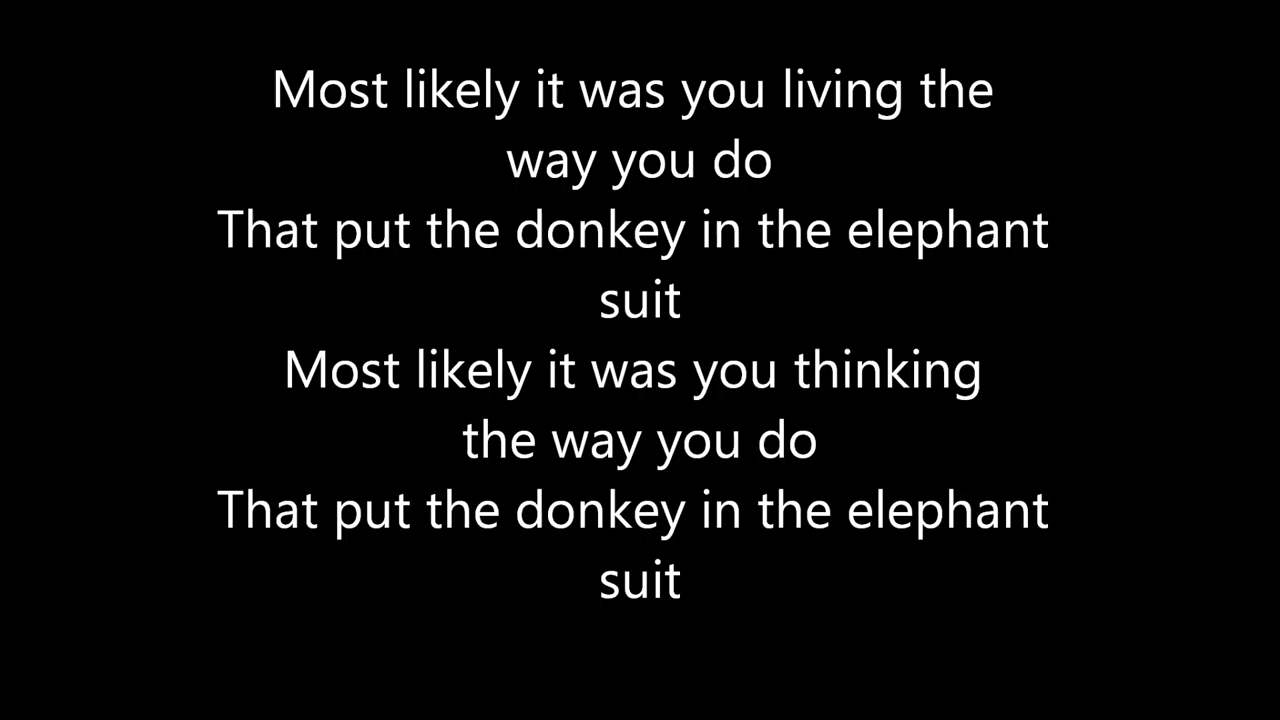 Most likely it was you living the
way you do
That put the donkey in the elephant
suit
Most likely it was you thinking
the way you do
That put the donkey in the elephant
suit